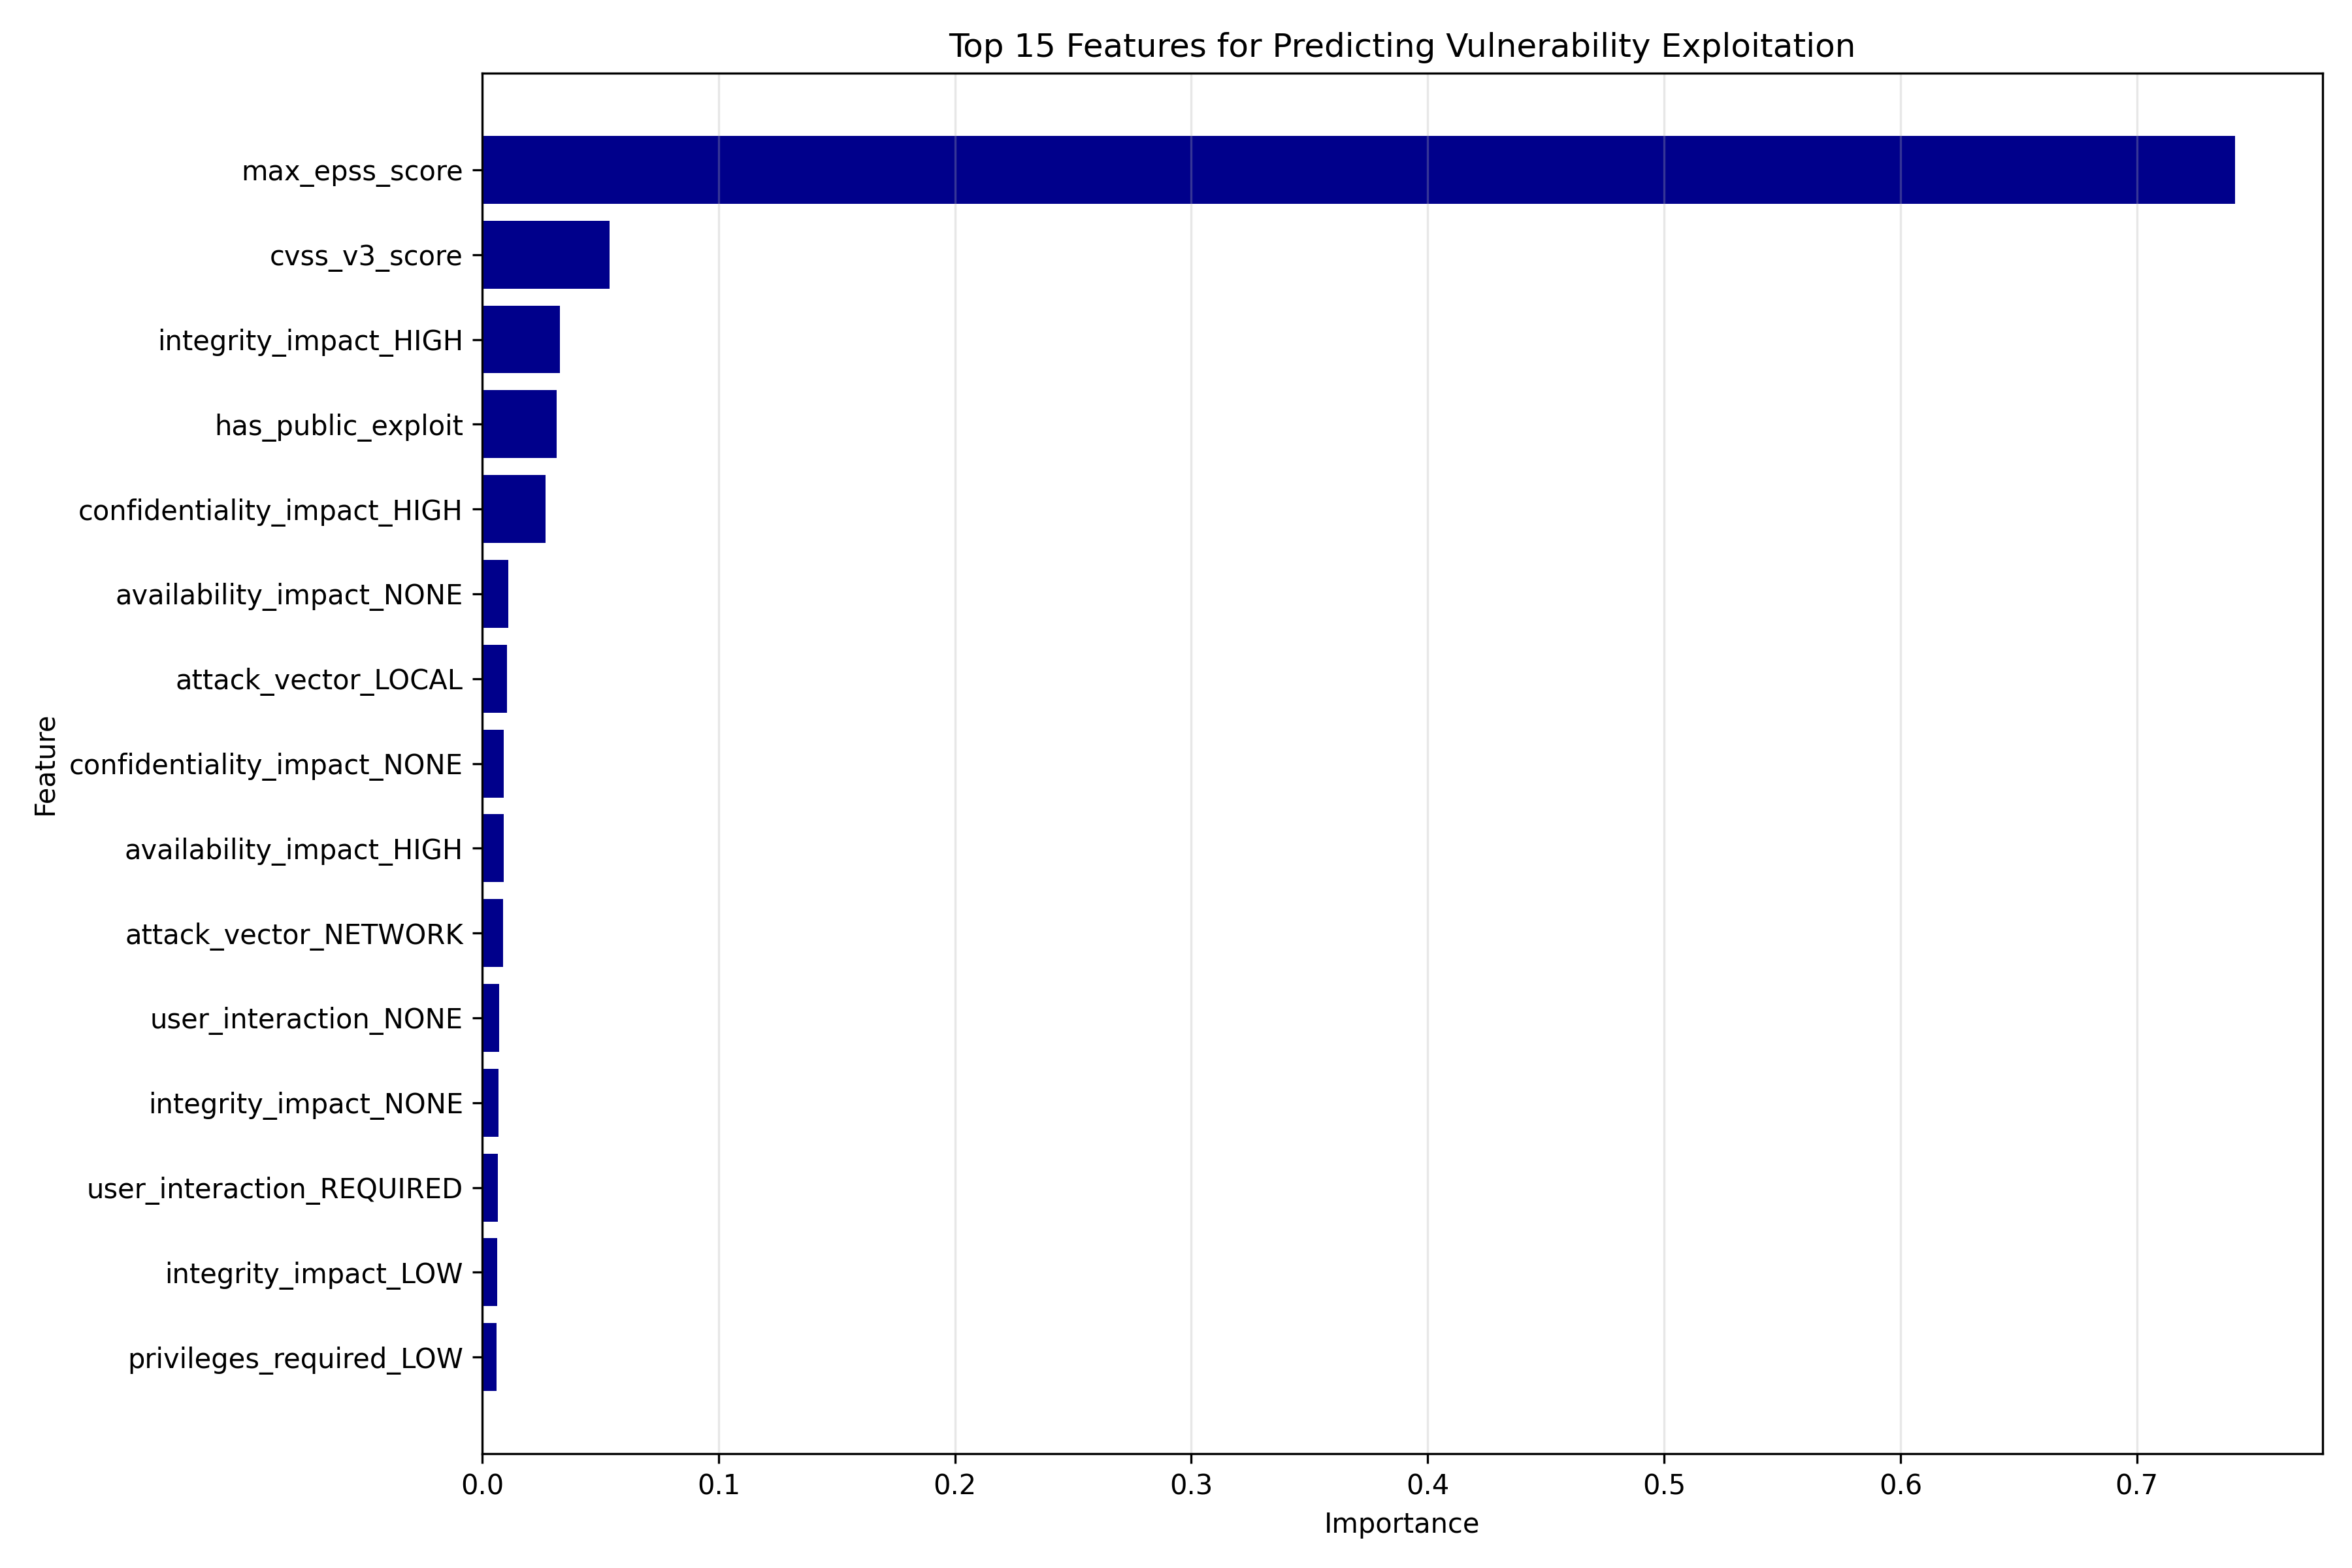 Top 15 Features for Predicting Vulnerability Exploitation
max_epss_score
cvss_v3_score
integrity_impact_HIGH
has_public_exploit
confidentiality_impact_HIGH
availability_impact_NONE
attack_vector_LOCAL
confidentiality_impact_NONE
availability_impact_HIGH
attack_vector_NETWORK
user_interaction_NONE
integrity_impact_NONE
user_interaction_REQUIRED
integrity_impact_LOW
privileges_required_LOW
Feature
0.0 0.1 0.2 0.3 0.4 0.5 0.6 0.7
Importance